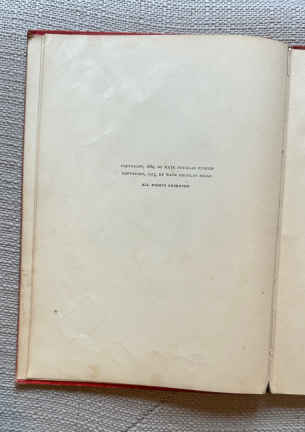 COPYRIGHT, BY KATE DOUGLAS WIGGIN
COPYRIGHT, BY KATE DOUGLAS RIGGS
ALL RIGHTS RESERVED